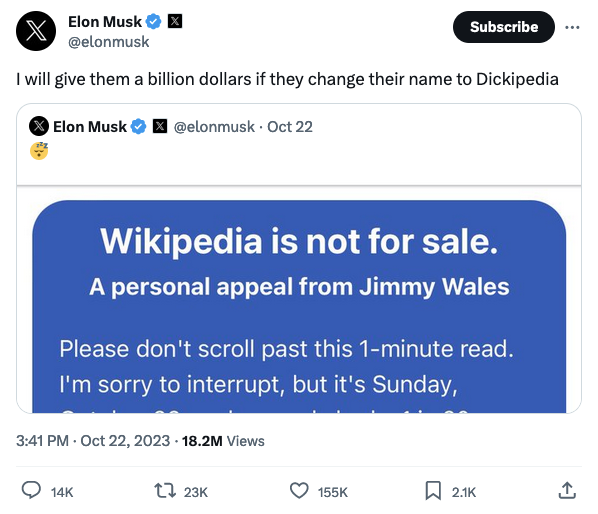 Elon Musk
@elonmusk
Subscribe
I will give them a billion dollars if they change their name to Dickipedia
Elon Musk @elonmusk · Oct 22
😴
Wikipedia is not for sale.
A personal appeal from Jimmy Wales
Please don't scroll past this 1-minute read.
I'm sorry to interrupt, but it's Sunday,
3:41 PM · Oct 22, 2023 · 18.2M Views
14K 23K 155K 2.1K